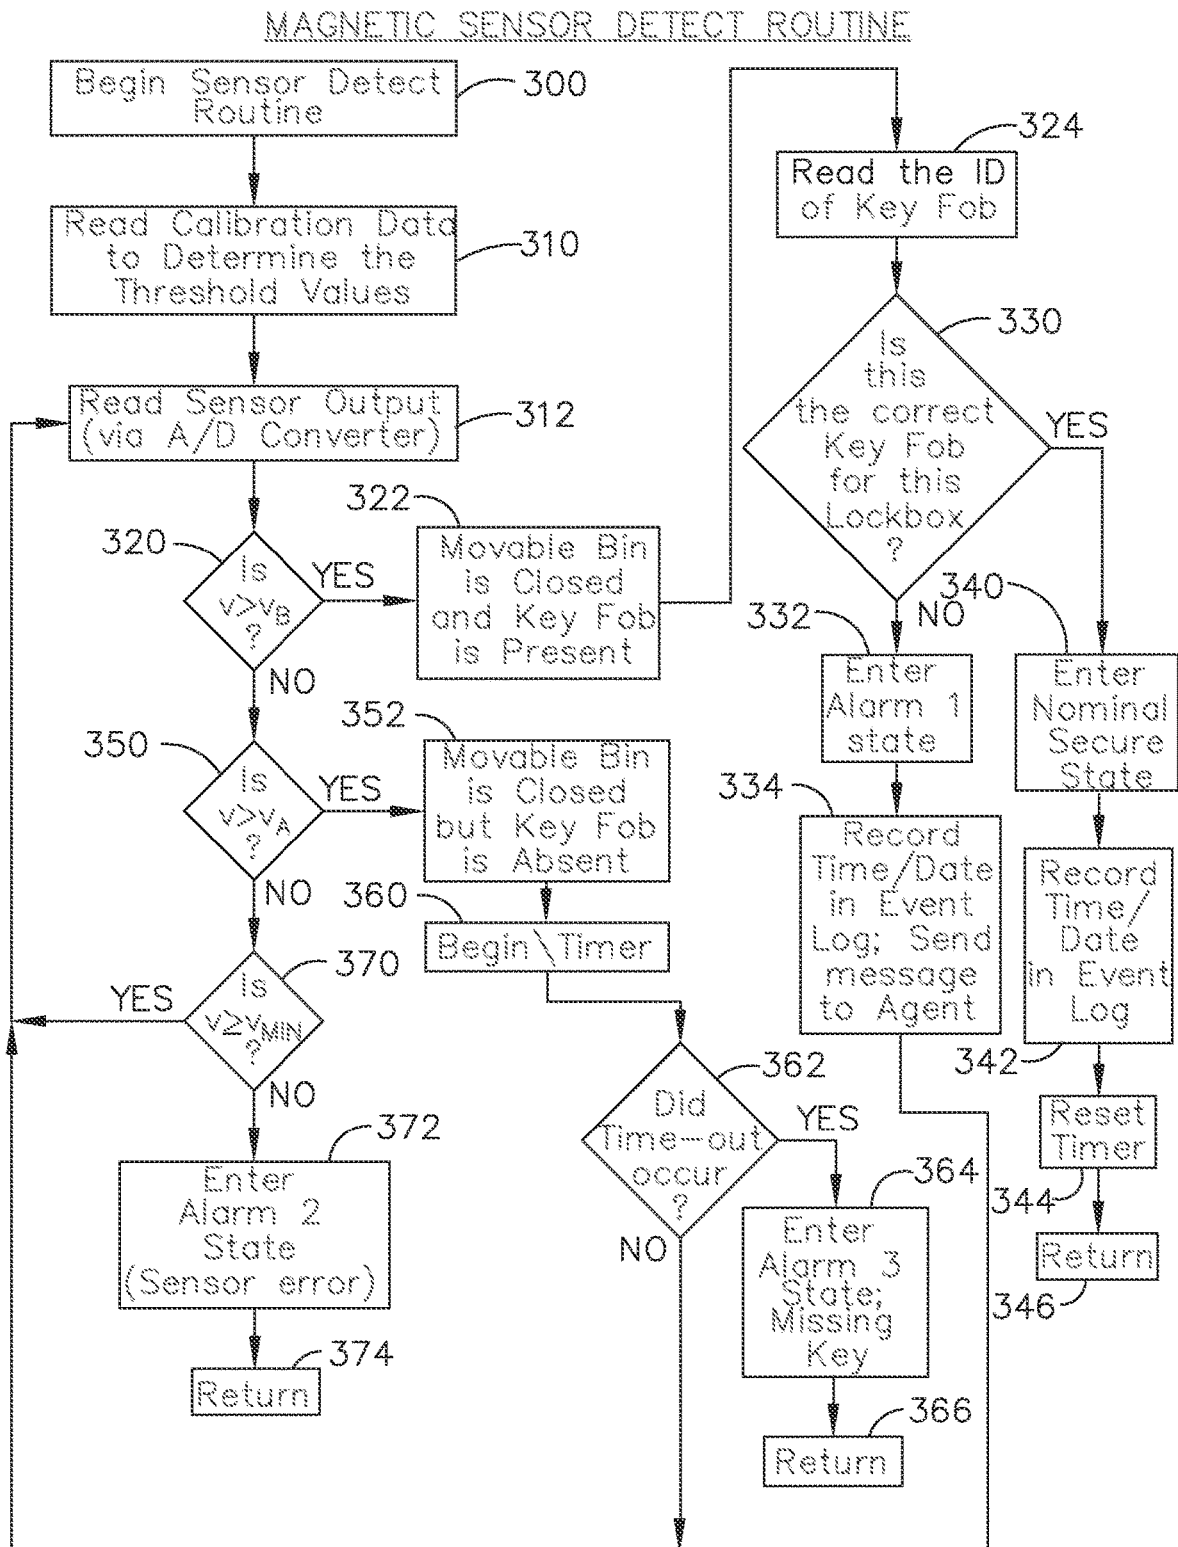 MAGNETIC SENSOR DETECT ROUTINE
Begin Sensor Detect
Routine
300
Read Calibration Data
to Determine the
Threshold Values
310
Read Sensor Output
(via A/D Converter)
312
320
Is
v>vB
?
YES
NO
322
Movable Bin
is Closed
and Key Fob
is Present
324
Read the ID
of Key Fob
330
Is
this
the correct
Key Fob
for this
Lockbox
?
YES
NO
332
Enter
Alarm 1
state
334
Record
Time/Date
in Event
Log; Send
message
to Agent
340
Enter
Nominal
Secure
State
342
Record
Time/
Date
in Event
Log
344
Reset
Timer
346
Return
350
Is
v>vA
?
YES
NO
352
Movable Bin
is Closed
but Key Fob
is Absent
360
Begin Timer
362
Did
Time-out
occur
?
YES
NO
364
Enter
Alarm 3
State;
Missing
Key
366
Return
370
Is
v≥vMIN
?
YES
NO
372
Enter
Alarm 2
State
(Sensor error)
374
Return